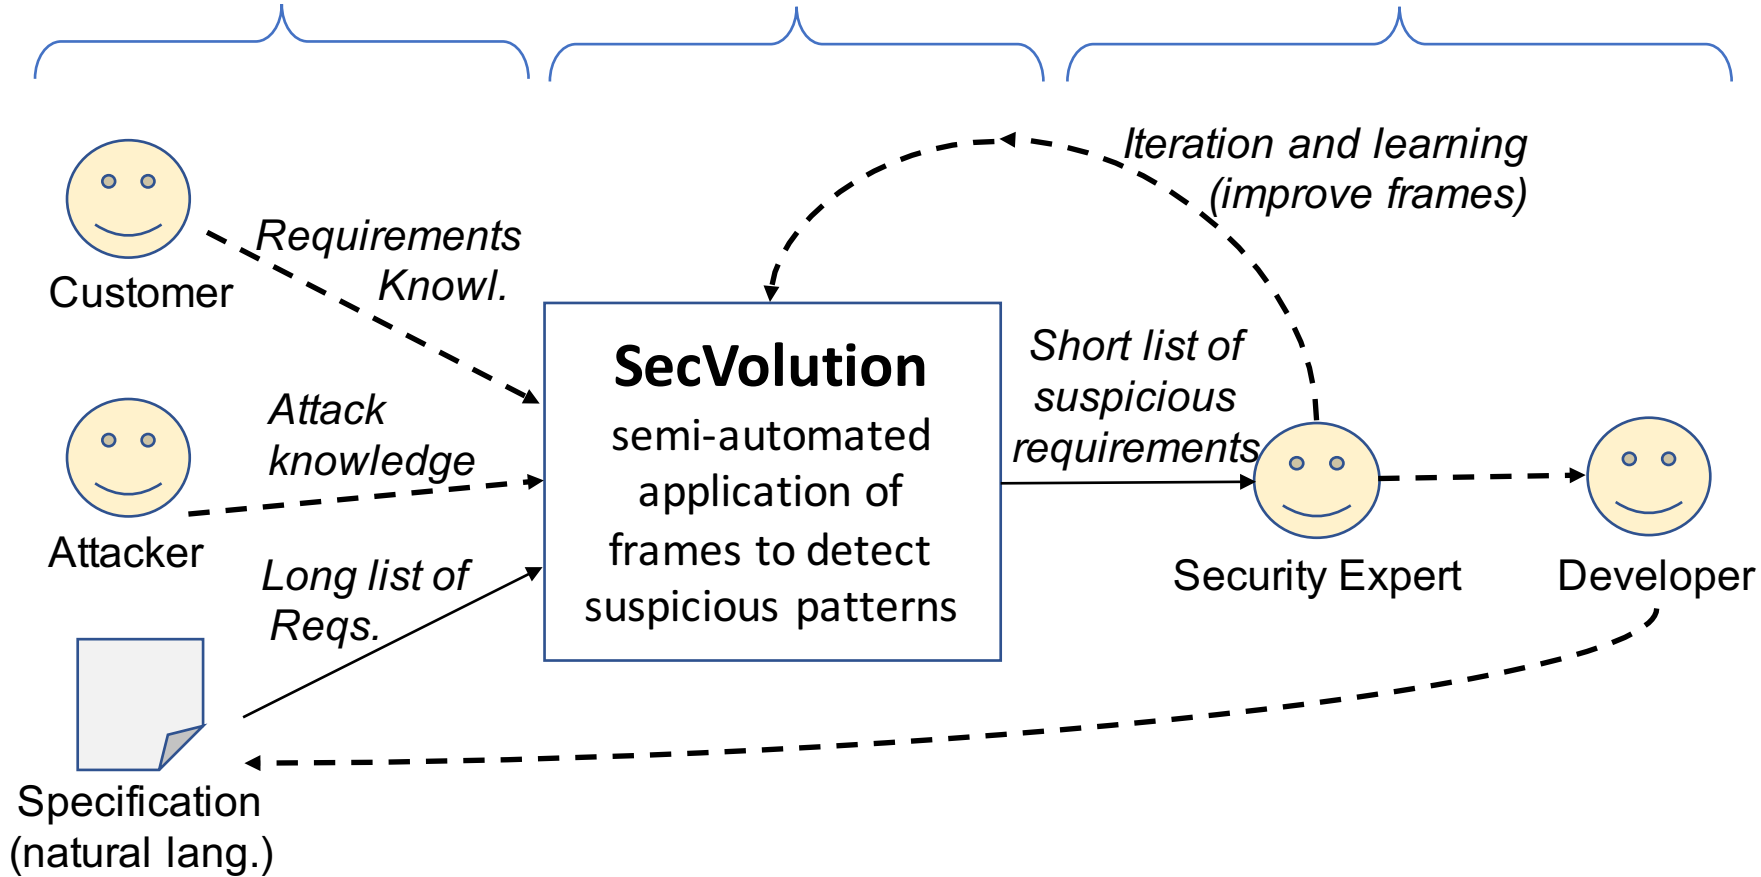 Customer
Requirements
Knowl.
Attacker
Attack
knowledge
Long list of
Reqs.
Specification
(natural lang.)
SecVolution
semi-automated
application of
frames to detect
suspicious patterns
Iteration and learning
(improve frames)
Short list of
suspicious
requirements
Security Expert
Developer